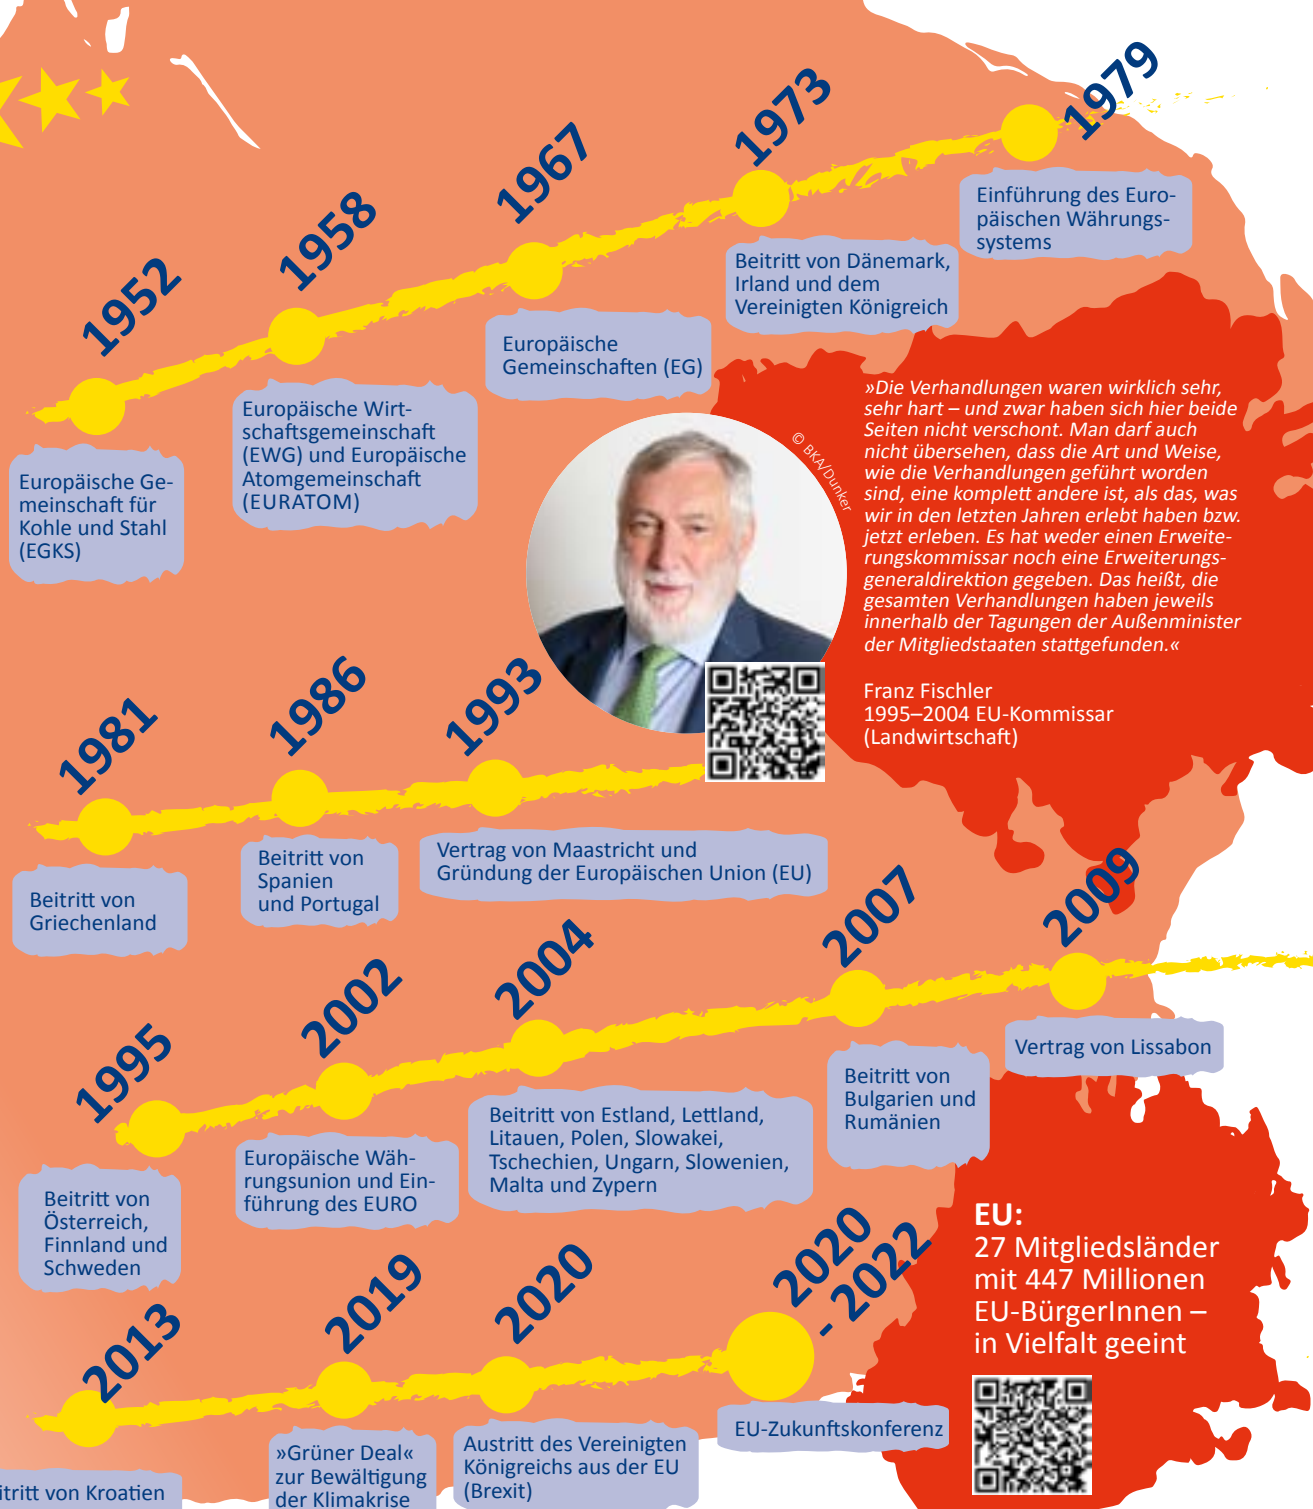 1952
Europäische Ge-
meinschaft für
Kohle und Stahl
(EGKS)
1958
Europäische Wirt-
schaftsgemeinschaft
(EWG) und Europäische
Atomgemeinschaft
(EURATOM)
1967
Europäische
Gemeinschaften (EG)
1973
Beitritt von Dänemark,
Irland und dem
Vereinigten Königreich
1979
Einführung des Euro-
päischen Währungs-
systems
© BKA/Dunker
»Die Verhandlungen waren wirklich sehr,
sehr hart – und zwar haben sich hier beide
Seiten nicht verschont. Man darf auch
nicht übersehen, dass die Art und Weise,
wie die Verhandlungen geführt worden
sind, eine komplett andere ist, als das, was
wir in den letzten Jahren erlebt haben bzw.
jetzt erleben. Es hat weder einen Erweite-
rungskommissar noch eine Erweiterungs-
generaldirektion gegeben. Das heißt, die
gesamten Verhandlungen haben jeweils
innerhalb der Tagungen der Außenminister
der Mitgliedstaaten stattgefunden.«
Franz Fischler
1995–2004 EU-Kommissar
(Landwirtschaft)
1981
Beitritt von
Griechenland
1986
Beitritt von
Spanien
und Portugal
1993
Vertrag von Maastricht und
Gründung der Europäischen Union (EU)
1995
Beitritt von
Österreich,
Finnland und
Schweden
2002
Europäische Wäh-
rungsunion und Ein-
führung des EURO
2004
Beitritt von Estland, Lettland,
Litauen, Polen, Slowakei,
Tschechien, Ungarn, Slowenien,
Malta und Zypern
2007
Beitritt von
Bulgarien und
Rumänien
2009
Vertrag von Lissabon
2013
itritt von Kroatien
2019
»Grüner Deal«
zur Bewältigung
der Klimakrise
2020
Austritt des Vereinigten
Königreichs aus der EU
(Brexit)
2020
- 2022
EU-Zukunftskonferenz
EU:
27 Mitgliedsländer
mit 447 Millionen
EU-BürgerInnen –
in Vielfalt geeint